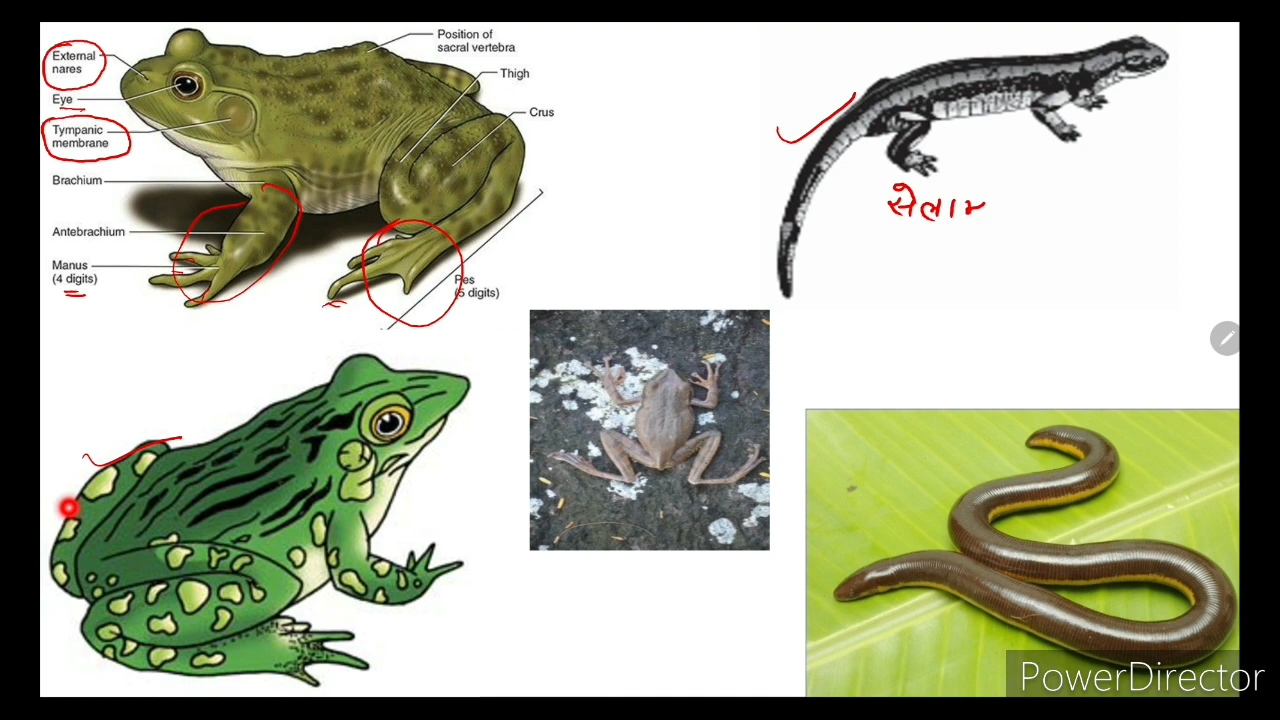 External
nares
Eye
Tympanic
membrane
Brachium
Antebrachium
Manus
(4 digits)
Position of
sacral vertebra
Thigh
Crus
Pes
(5 digits)
સેલામ
PowerDirector